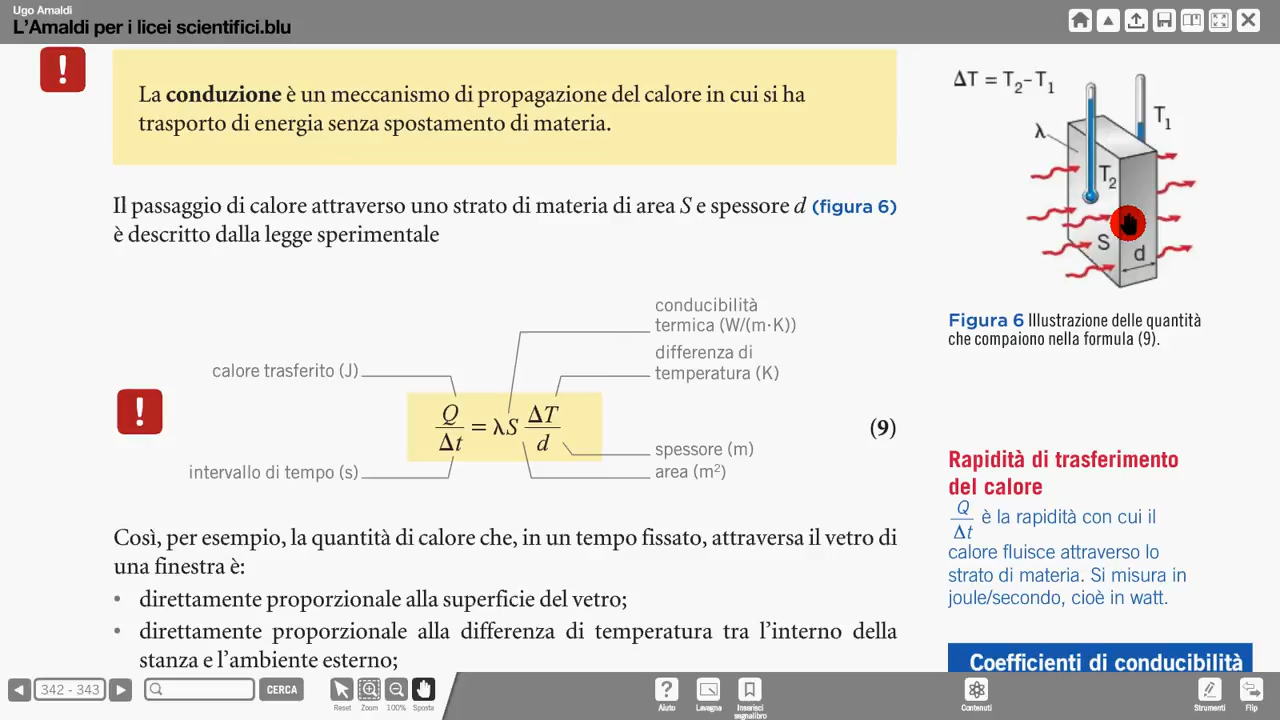 Ugo Amaldi
L'Amaldi per i licei scientifici.blu
!
La conduzione è un meccanismo di propagazione del calore in cui si ha
trasporto di energia senza spostamento di materia.
Il passaggio di calore attraverso uno strato di materia di area S e spessore d (figura 6)
è descritto dalla legge sperimentale
conducibilità
termica (W/(m·K))
differenza di
temperatura (K)
calore trasferito (J)
!
Q/Δt = λS ΔT/d
(9)
spessore (m)
area (m²)
intervallo di tempo (s)
Così, per esempio, la quantità di calore che, in un tempo fissato, attraversa il vetro di
una finestra è:
• direttamente proporzionale alla superficie del vetro;
• direttamente proporzionale alla differenza di temperatura tra l'interno della
stanza e l'ambiente esterno;
ΔT = T₂ – T₁
T₁
λ
T₂
S
d
Figura 6 Illustrazione delle quantità
che compaiono nella formula (9).
Rapidità di trasferimento
del calore
Q/Δt è la rapidità con cui il
calore fluisce attraverso lo
strato di materia. Si misura in
joule/secondo, cioè in watt.
Coefficienti di conducibilità
342 - 343
CERCA
Reset
Zoom
100%
Sposta
?
Aiuto
Lavagna
Inserisci
segnalibro
Contenuti
Strumenti
Flip